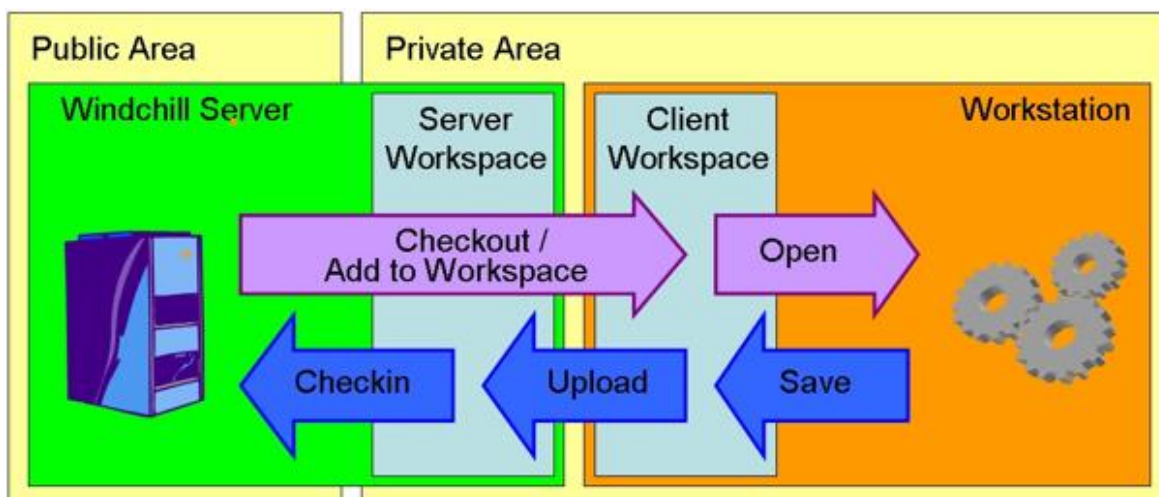 Public Area
Private Area
Windchill Server
Server
Workspace
Client
Workspace
Workstation
Checkout /
Add to Workspace
Open
Checkin
Upload
Save